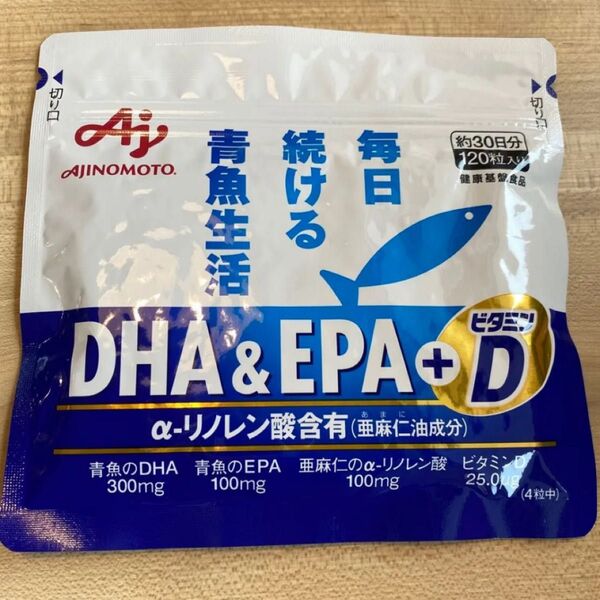 切り口
切り口
Aj
AJINOMOTO.
毎日
続ける
青魚生活
約30日分
120粒入り
健康基盤食品
DHA & EPA + ビタミンD
α-リノレン酸含有(亜麻仁油成分)
あまに
青魚のDHA 青魚のEPA 亜麻仁のα-リノレン酸 ビタミンD
300mg 100mg 100mg 25.0μg
(4粒中)